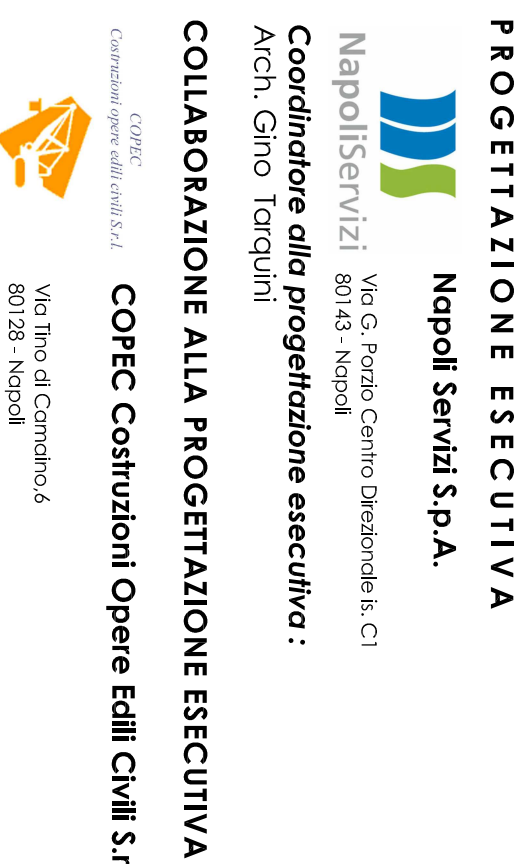 PROGETTAZIONE ESECUTIVA
NapoliServizi
Napoli Servizi S.p.A.
Via G. Porzio Centro Direzionale is. C1
80143 - Napoli
Coordinatore alla progettazione esecutiva :
Arch. Gino Tarquini
COLLABORAZIONE ALLA PROGETTAZIONE ESECUTIVA
COPEC
Costruzioni opere edili civili S.r.l.
COPEC Costruzioni Opere Edili Civili S.r
Via Tino di Camaino,6
80128 - Napoli